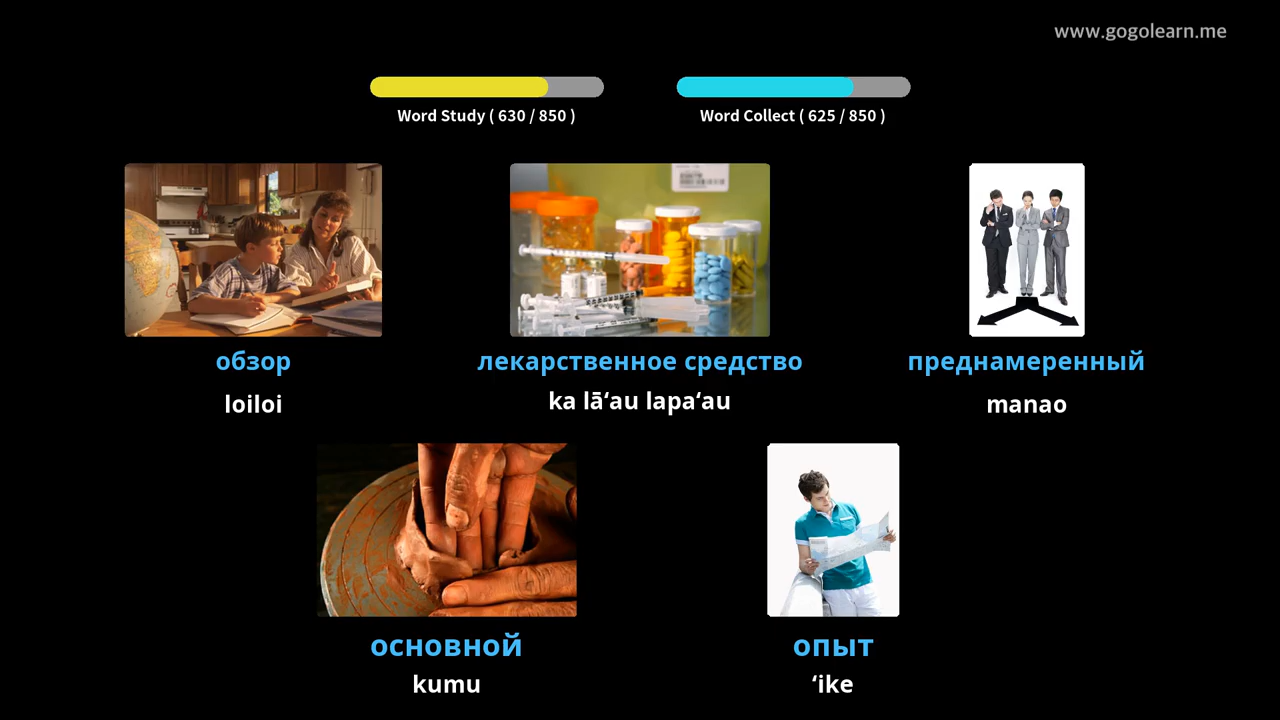 www.gogolearn.me
Word Study ( 630 / 850 )
Word Collect ( 625 / 850 )
обзор
лекарственное средство
преднамеренный
loiloi
ka lāʻau lapaʻau
manao
основной
опыт
kumu
ʻike